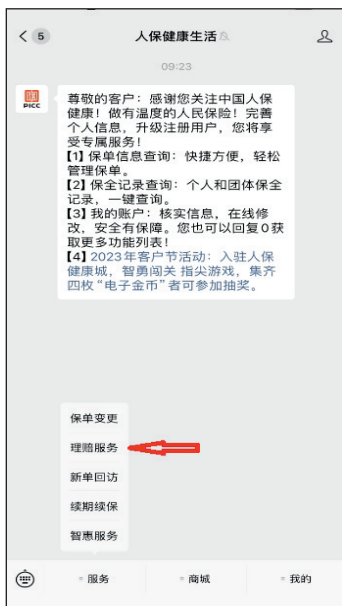 5
人保健康生活
09:23
PICC
尊敬的客户：感谢您关注中国人保
健康！做有温度的人民保险！完善
个人信息，升级注册用户，您将享
受专属服务！
【1】保单信息查询：快捷方便，轻松
管理保单。
【2】保全记录查询：个人和团体保全
记录，一键查询。
【3】我的账户：核实信息，在线修
改，安全有保障。您也可以回复0获
取更多功能列表！
【4】2023年客户节活动：入驻人保
健康城，智勇闯关 指尖游戏，集齐
四枚“电子金币”者可参加抽奖。
保单变更
理赔服务
新单回访
续期续保
智惠服务
服务
商城
我的